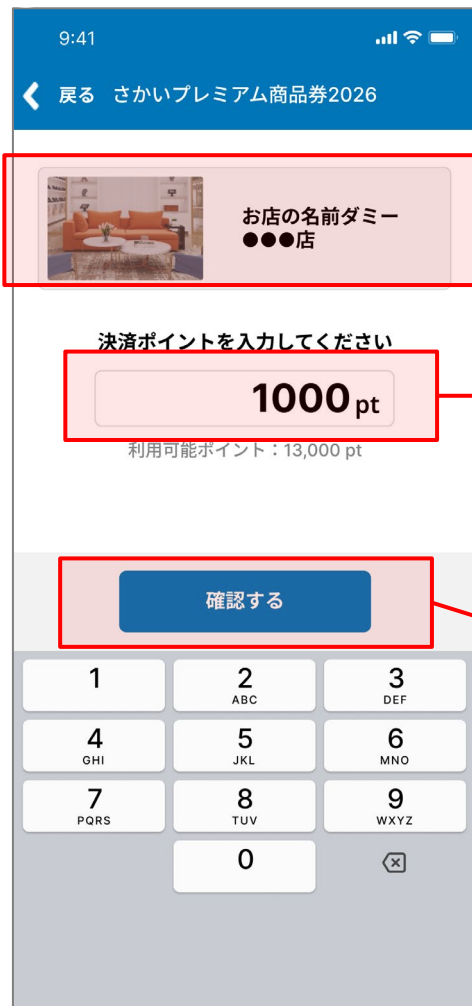 9:41
戻る さかいプレミアム商品券2026
お店の名前ダミー
●●●店
決済ポイントを入力してください
1000 pt
利用可能ポイント：13,000 pt
確認する
1 2 3
ABC DEF
4 5 6
GHI JKL MNO
7 8 9
PQRS TUV WXYZ
0